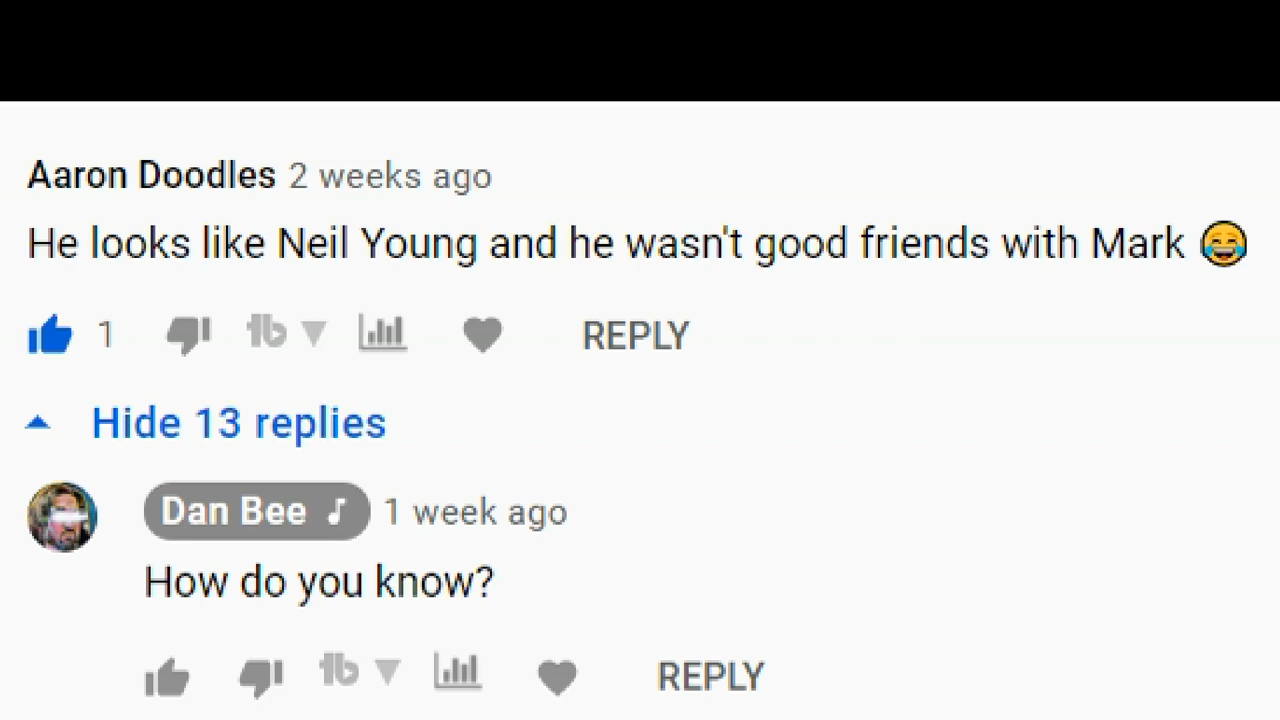 Aaron Doodles 2 weeks ago
He looks like Neil Young and he wasn't good friends with Mark 😂
1 REPLY
Hide 13 replies
Dan Bee 1 week ago
How do you know?
REPLY